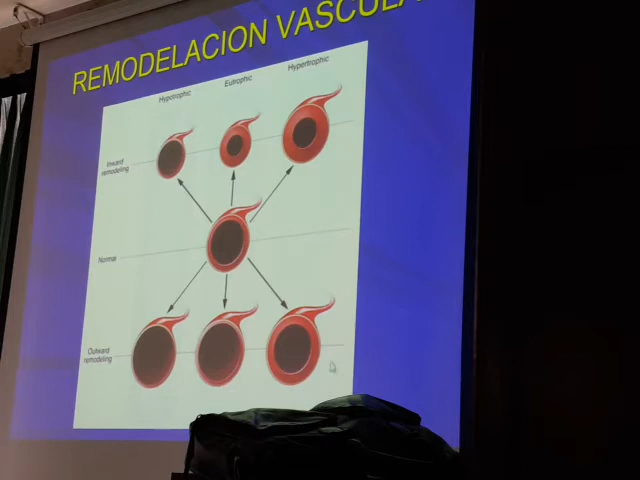 REMODELACION VASCULA
Hypotrophic
Eutrophic
Hypertrophic
Inward
remodeling
Normal
Outward
remodeling